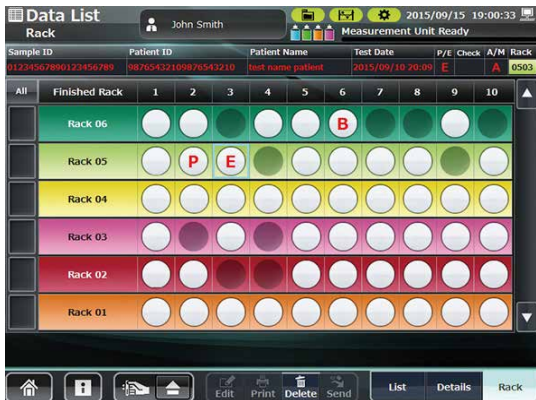 Data List
Rack
John Smith
2015/09/15 19:00:33
Measurement Unit Ready
Sample ID Patient ID Patient Name Test Date P/E Check A/M Rack
01234567890123456789 98765432109876543210 test name patient 2015/09/10 20:09 E A 0503
All Finished Rack 1 2 3 4 5 6 7 8 9 10
Rack 06 B
Rack 05 P E
Rack 04
Rack 03
Rack 02
Rack 01
Edit Print Delete Send List Details Rack